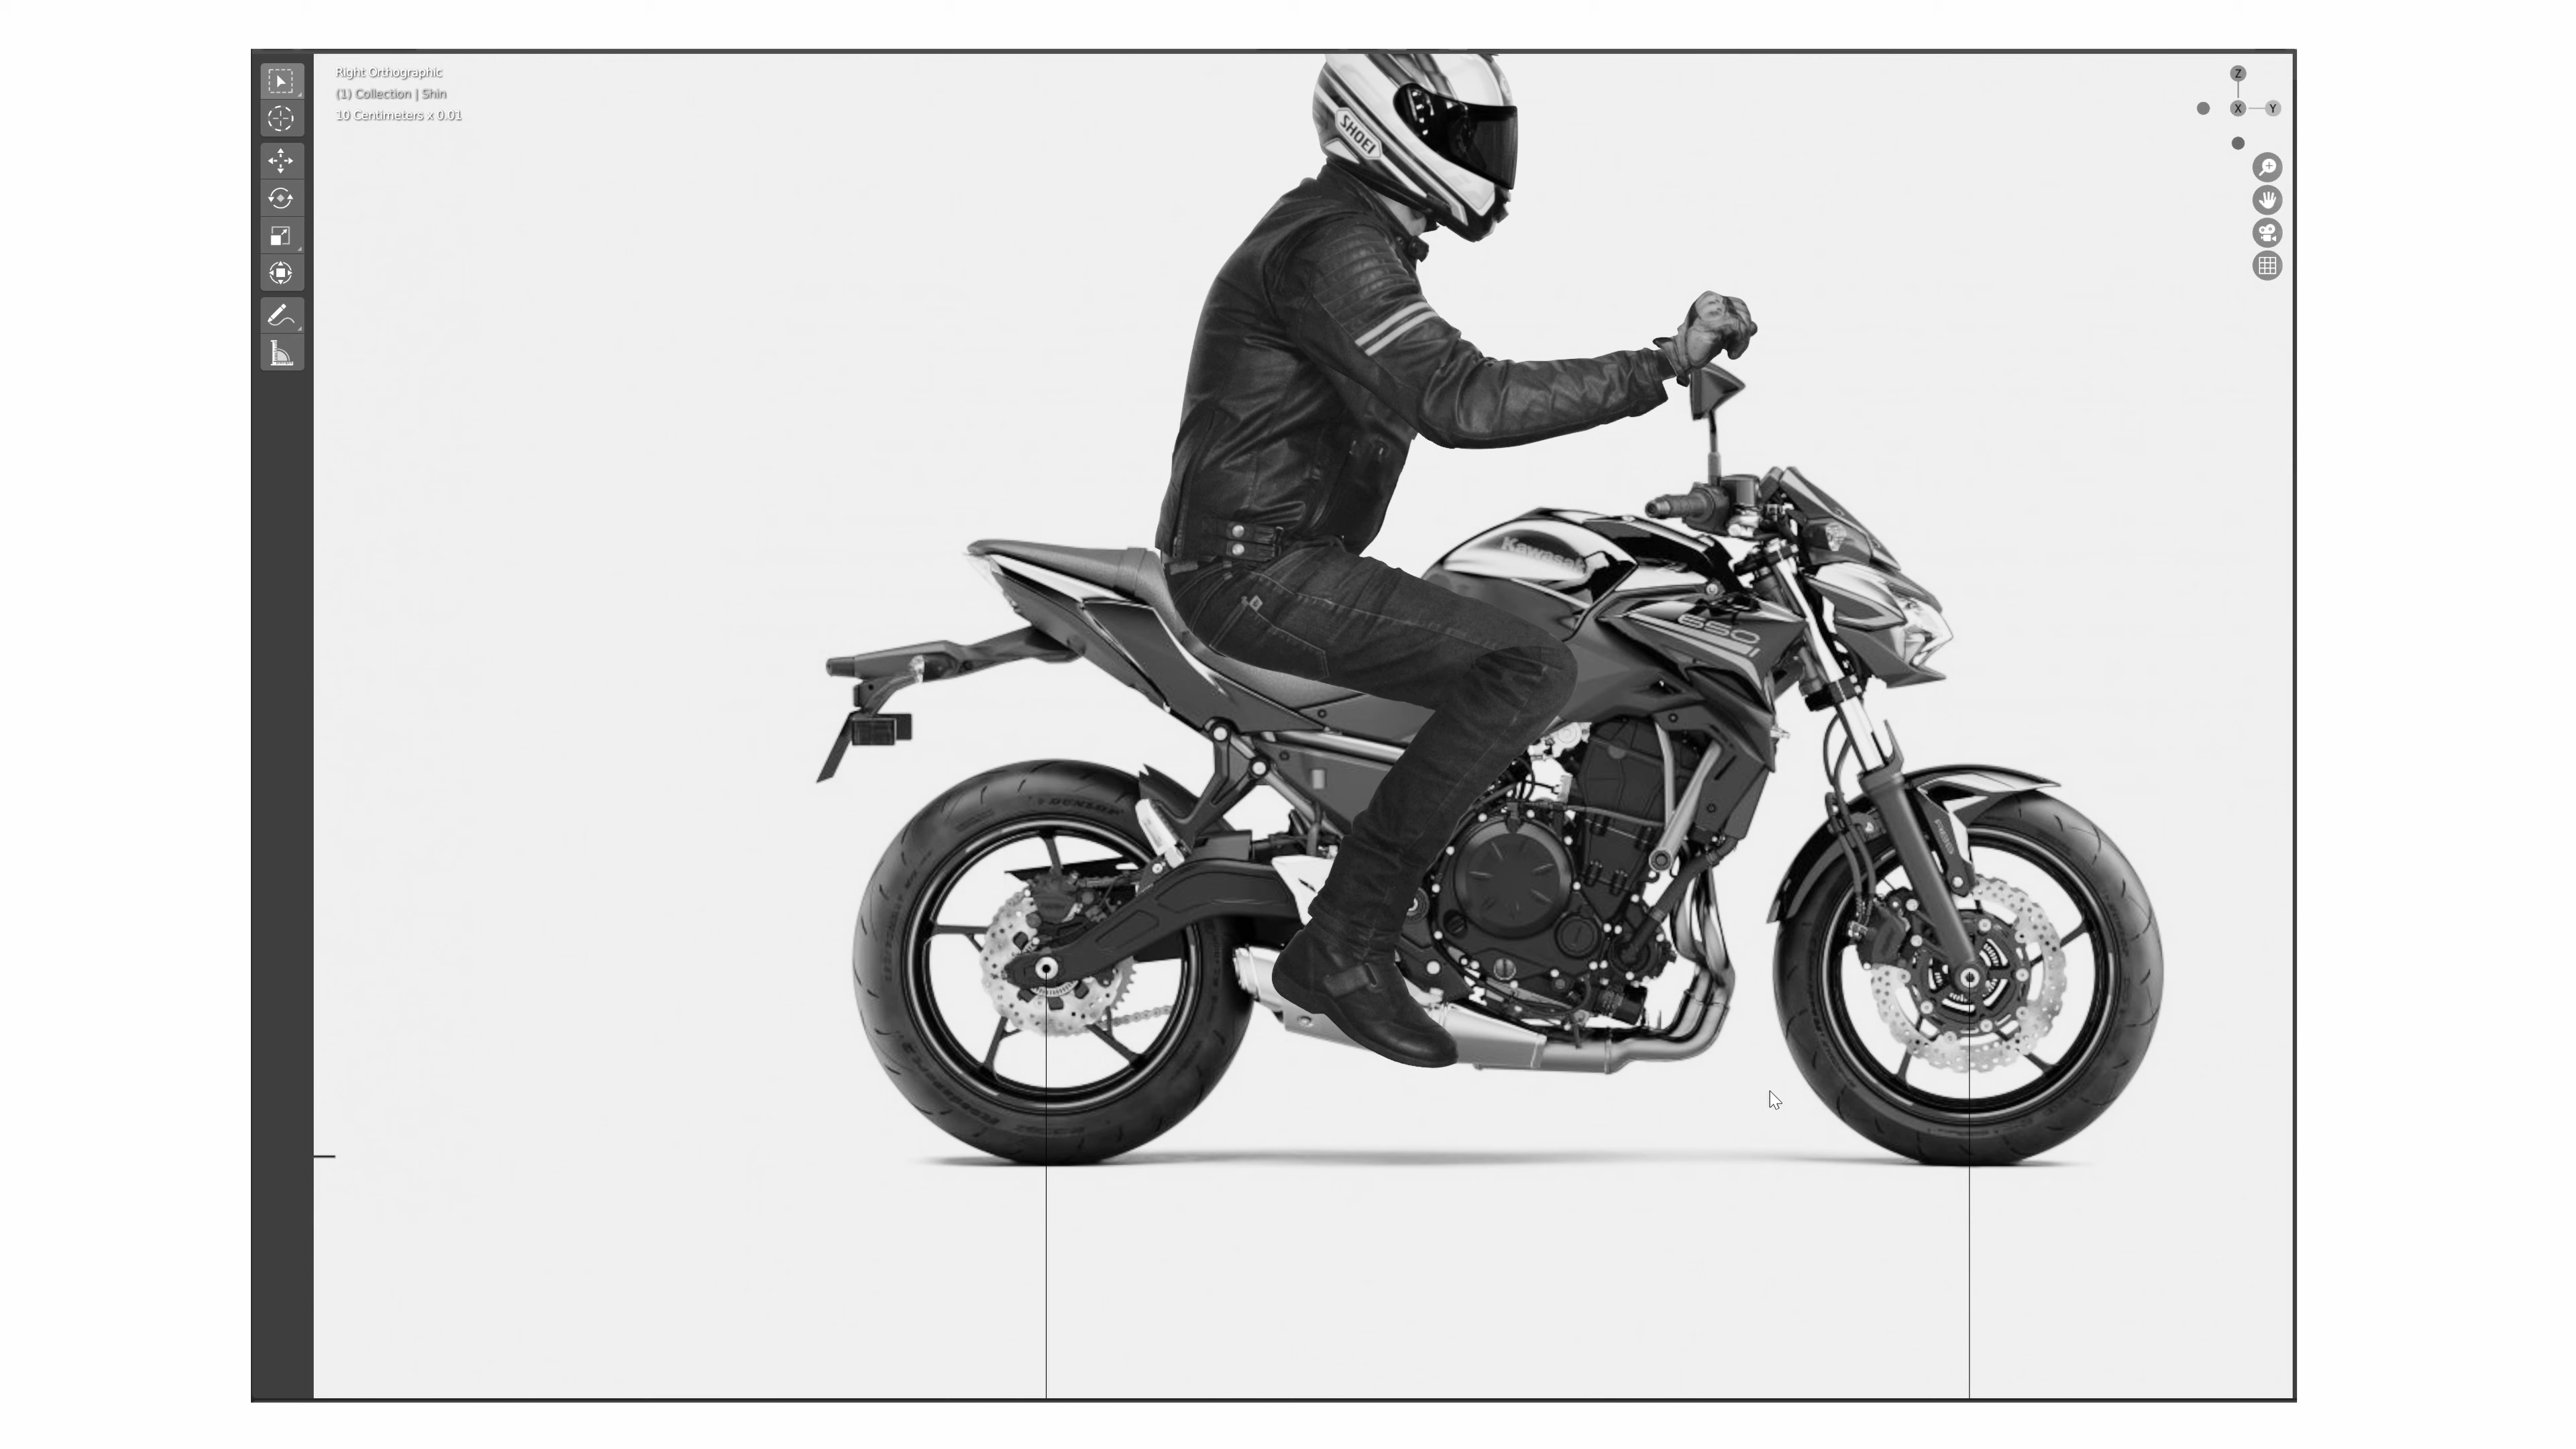 Right Orthographic
(1) Collection | Shin
10 Centimeters x 0.01
Z
X
Y
SHOEI
Kawasaki
650
DUNLOP